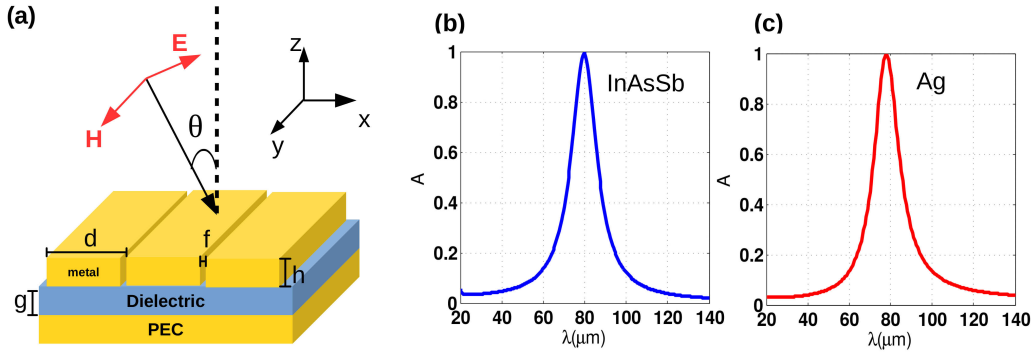 (a)
E
H
θ
z
x
y
d
f
metal
h
g
Dielectric
PEC
(b)
1
0.8
0.6
0.4
0.2
0
A
InAsSb
20 40 60 80 100 120 140
λ(μm)
(c)
1
0.8
0.6
0.4
0.2
0
A
Ag
20 40 60 80 100 120 140
λ(μm)